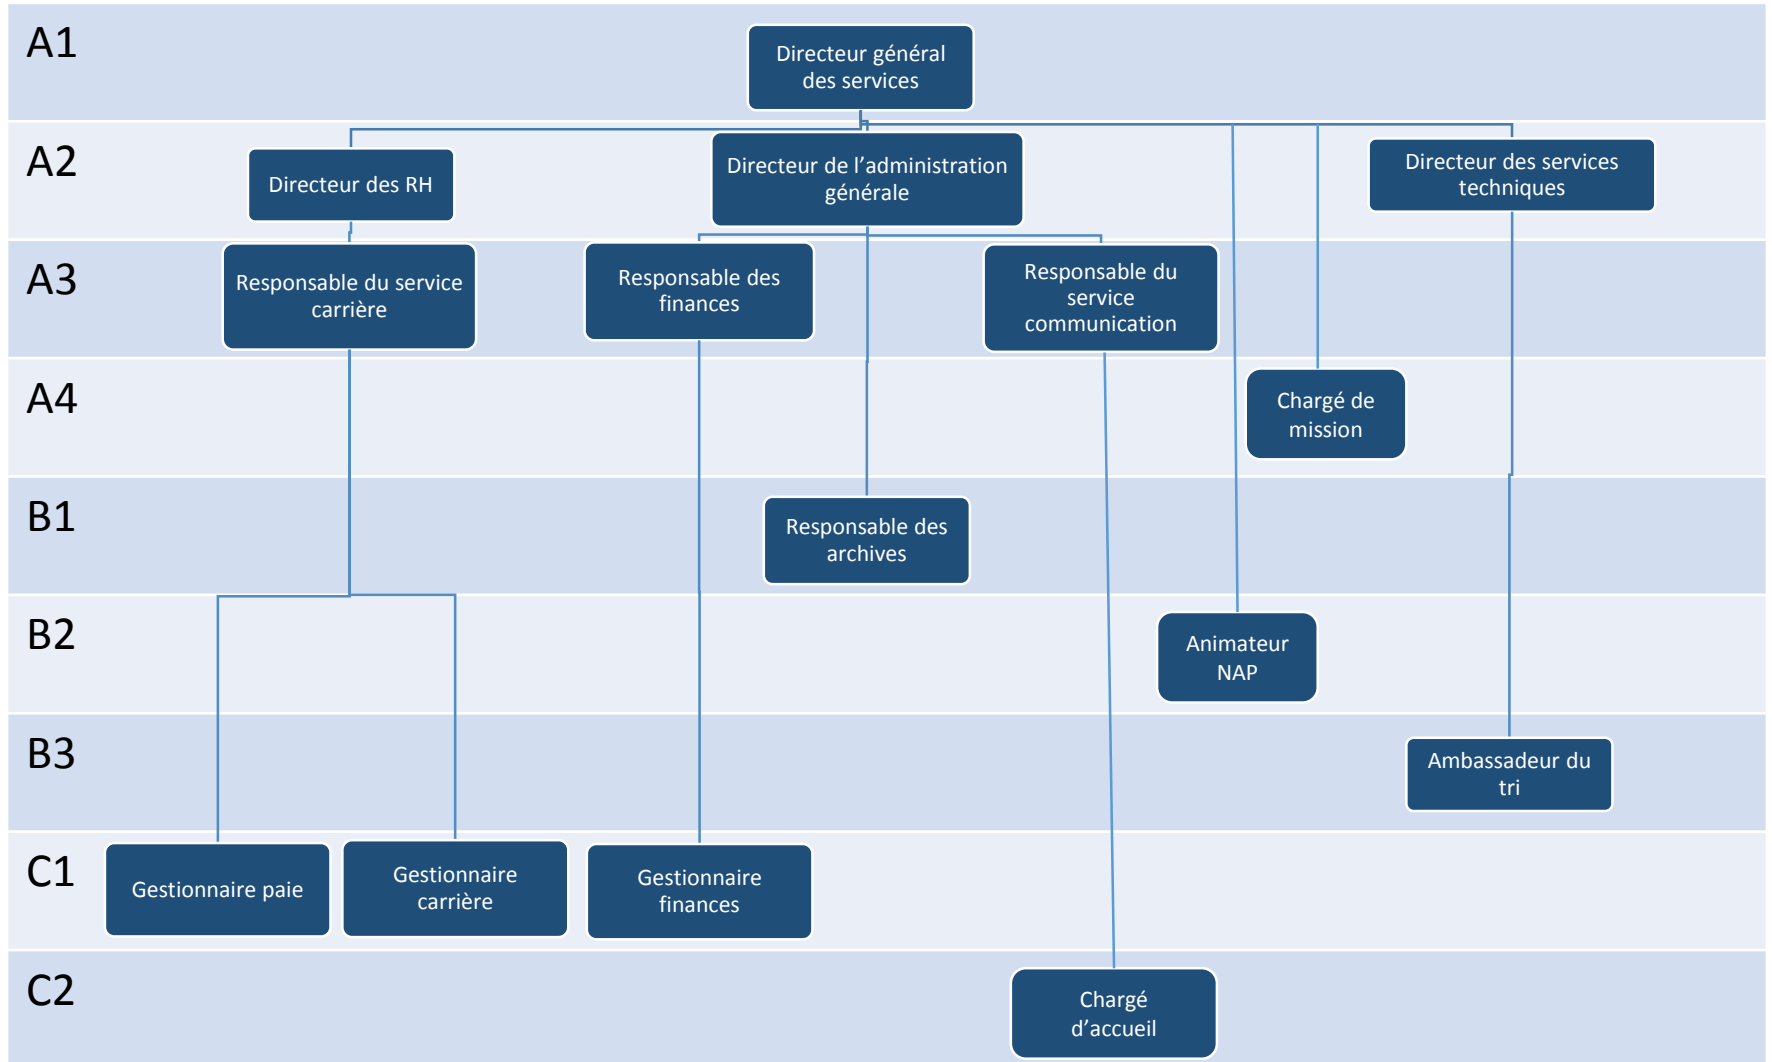 A1
Directeur général
des services
A2
Directeur des RH
Directeur de l’administration
générale
Directeur des services
techniques
A3
Responsable du service
carrière
Responsable des
finances
Responsable du
service
communication
A4
Chargé de
mission
B1
Responsable des
archives
B2
Animateur
NAP
B3
Ambassadeur du
tri
C1
Gestionnaire paie
Gestionnaire
carrière
Gestionnaire
finances
C2
Chargé
d’accueil